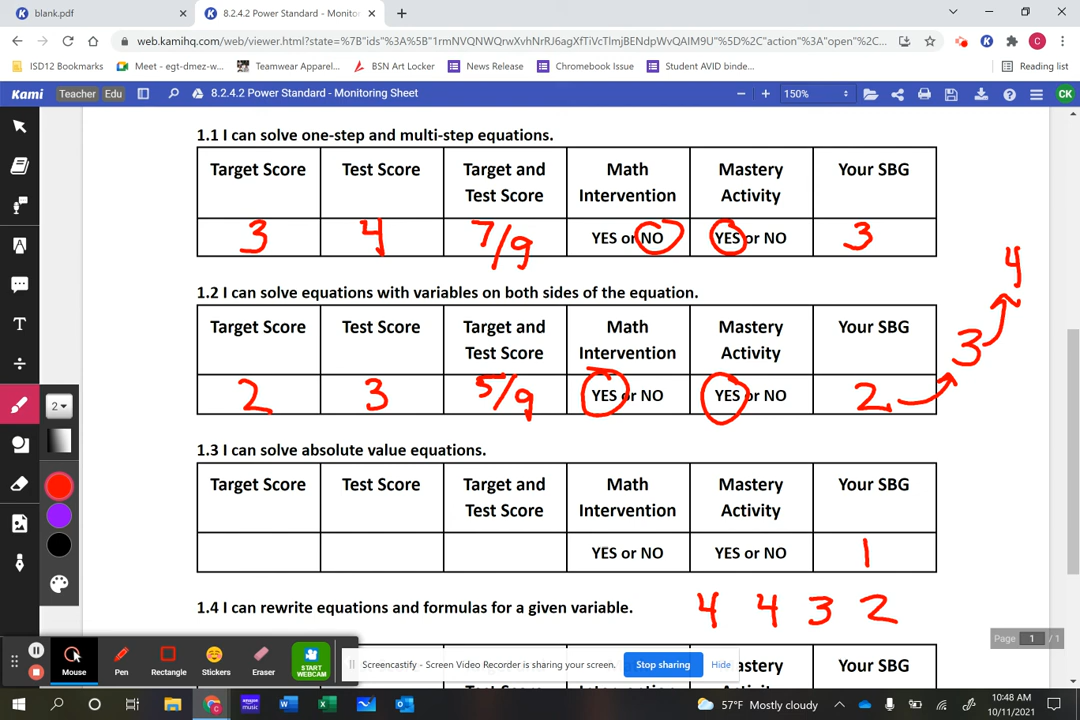 blank.pdf
8.2.4.2 Power Standard - Monito
web.kamihq.com/web/viewer.html?state=%7B"ids"%3A%5B"1rmNVQNWQrwXvhNrRJ6agXfTiVcTlmjBENdpWvQAIM9U"%5D%2C"action"%3A"open"%2C...
ISD12 Bookmarks
Meet - egt-dmez-w...
Teamwear Apparel...
BSN Art Locker
News Release
Chromebook Issue
Student AVID binde...
Reading list
Kami Teacher Edu
8.2.4.2 Power Standard - Monitoring Sheet
150%
CK
1.1 I can solve one-step and multi-step equations.
Target Score Test Score Target and Test Score Math Intervention Mastery Activity Your SBG
3 4 7/9 YES or NO YES or NO 3
4
1.2 I can solve equations with variables on both sides of the equation.
Target Score Test Score Target and Test Score Math Intervention Mastery Activity Your SBG
3
2 3 5/9 YES or NO YES or NO 2
1.3 I can solve absolute value equations.
Target Score Test Score Target and Test Score Math Intervention Mastery Activity Your SBG
YES or NO YES or NO 1
1.4 I can rewrite equations and formulas for a given variable. 4 4 3 2
Page 1 / 1
Mastery Your SBG
2
Mouse
Pen
Rectangle
Stickers
Eraser
START WEBCAM
Screencastify - Screen Video Recorder is sharing your screen.
Stop sharing
Hide
57°F Mostly cloudy
10:48 AM
10/11/2021